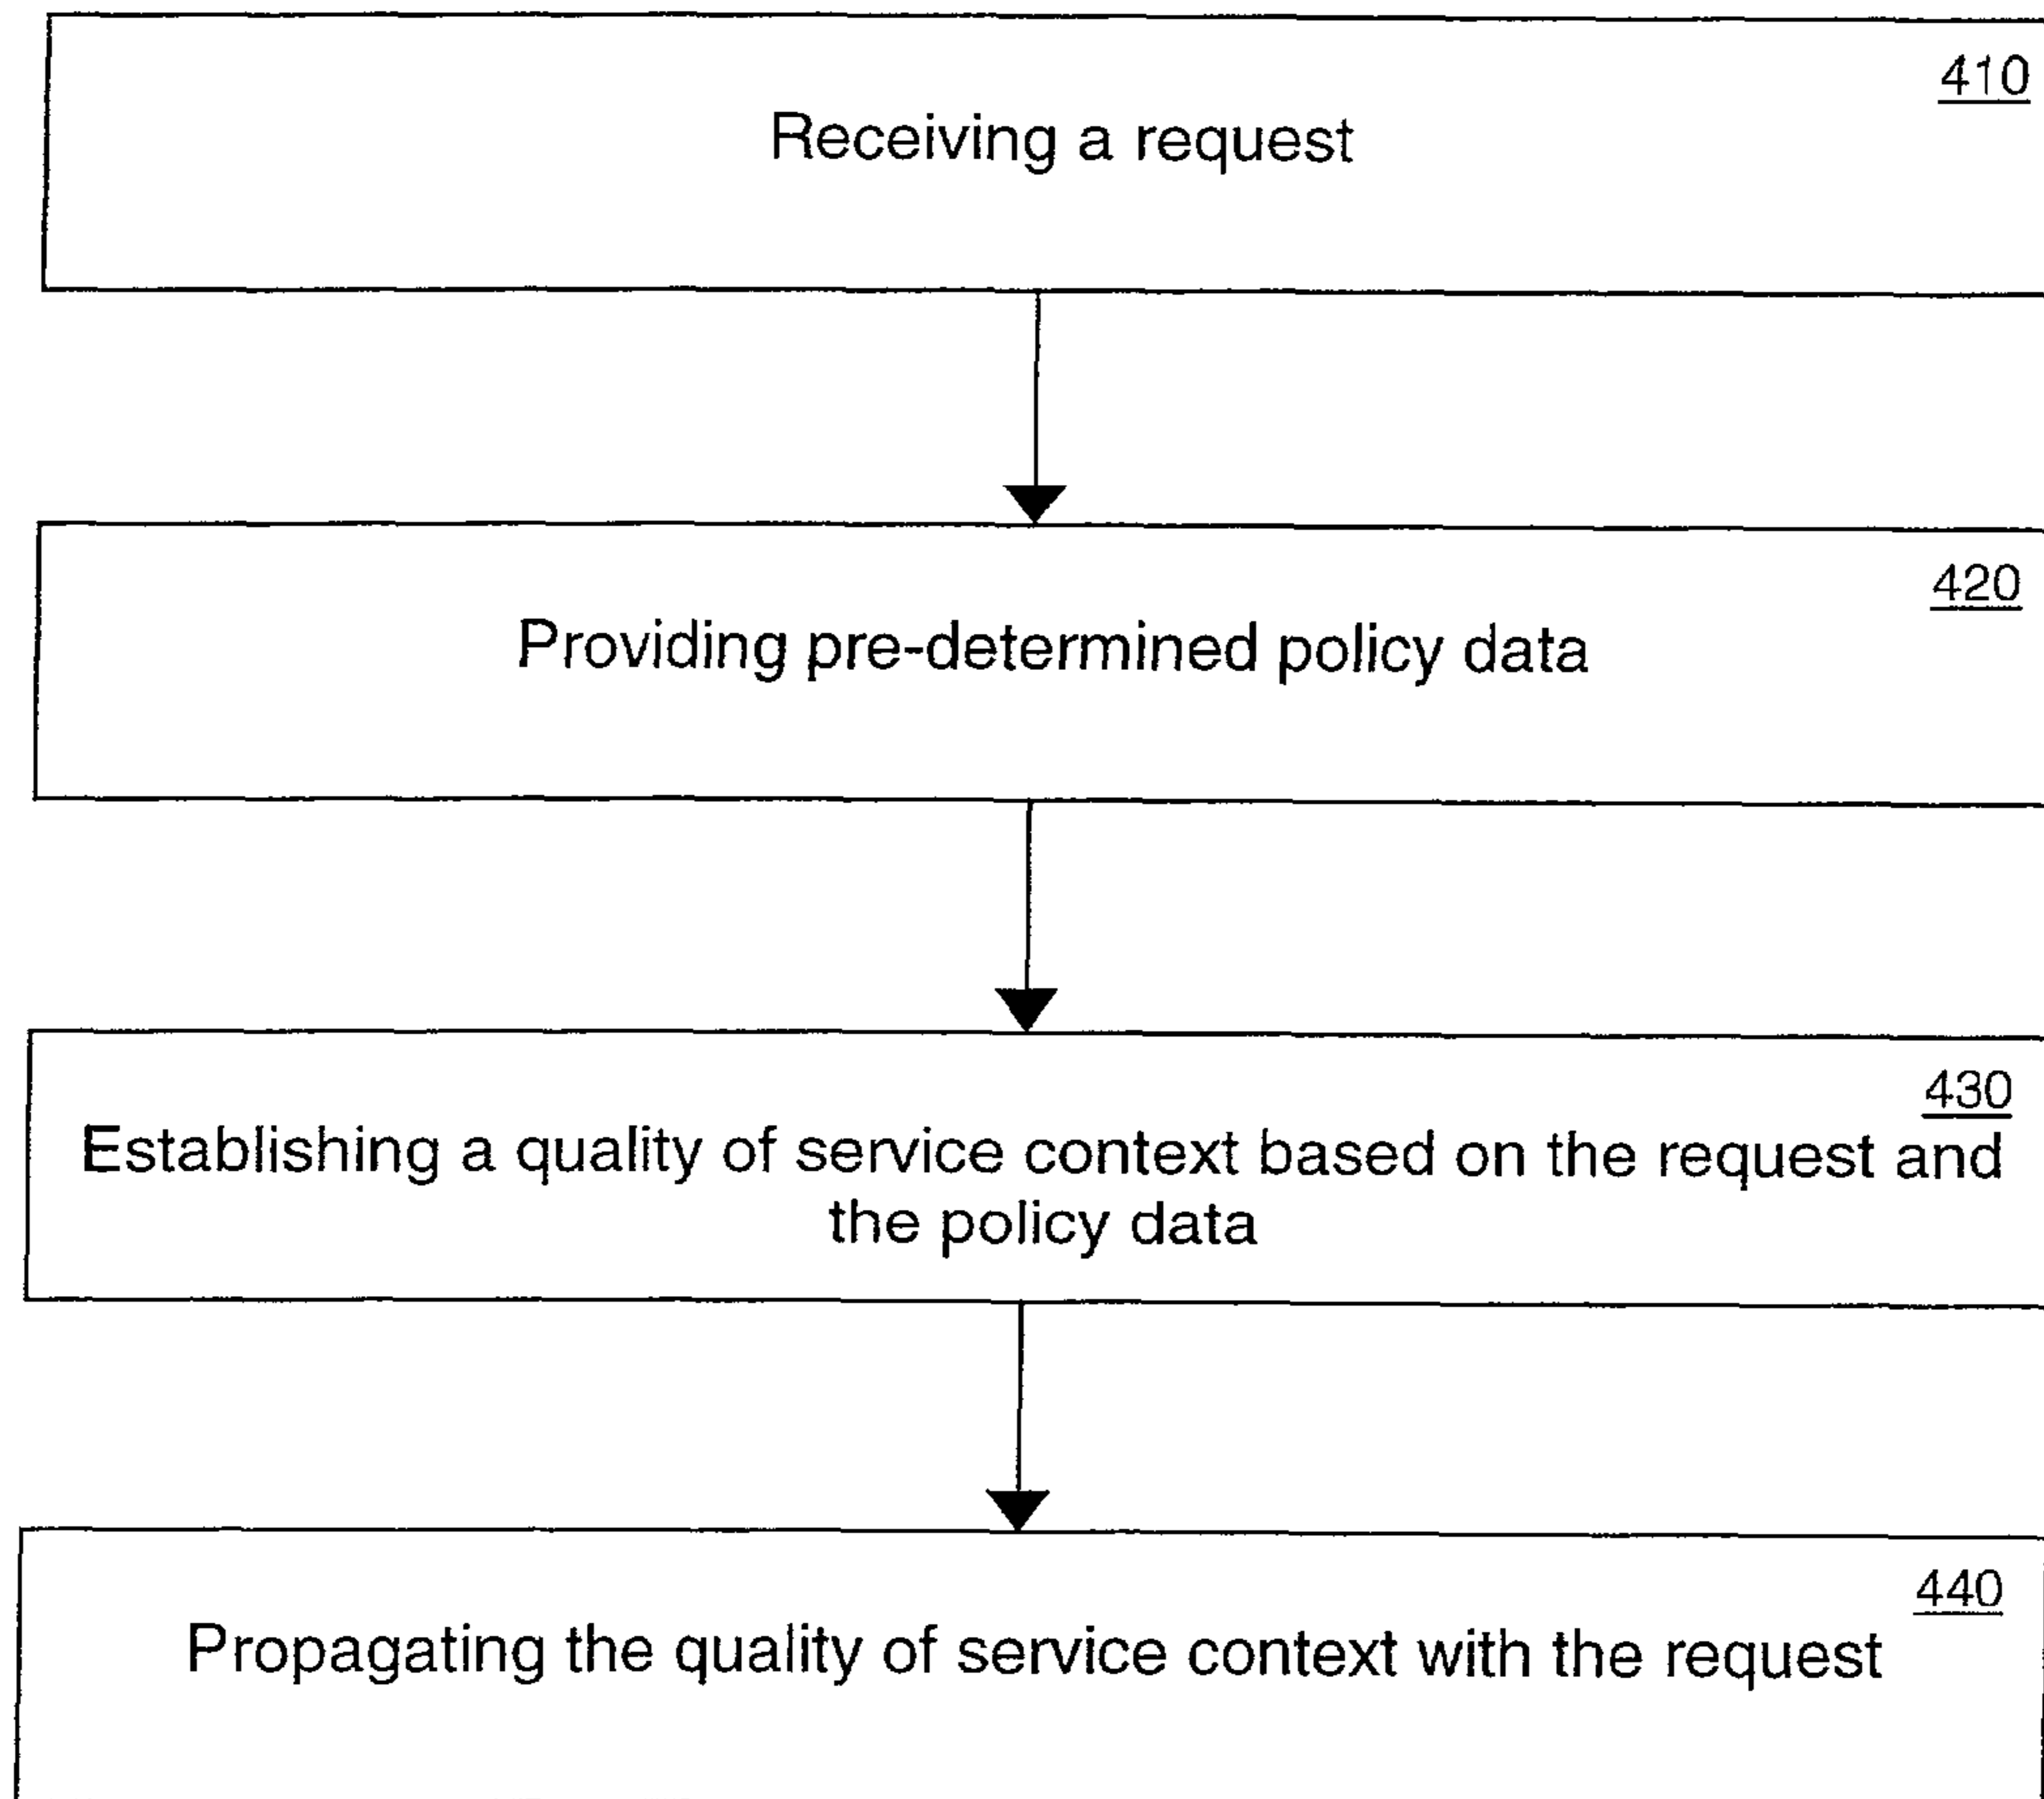 410
Receiving a request
420
Providing pre-determined policy data
430
Establishing a quality of service context based on the request and
the policy data
440
Propagating the quality of service context with the request